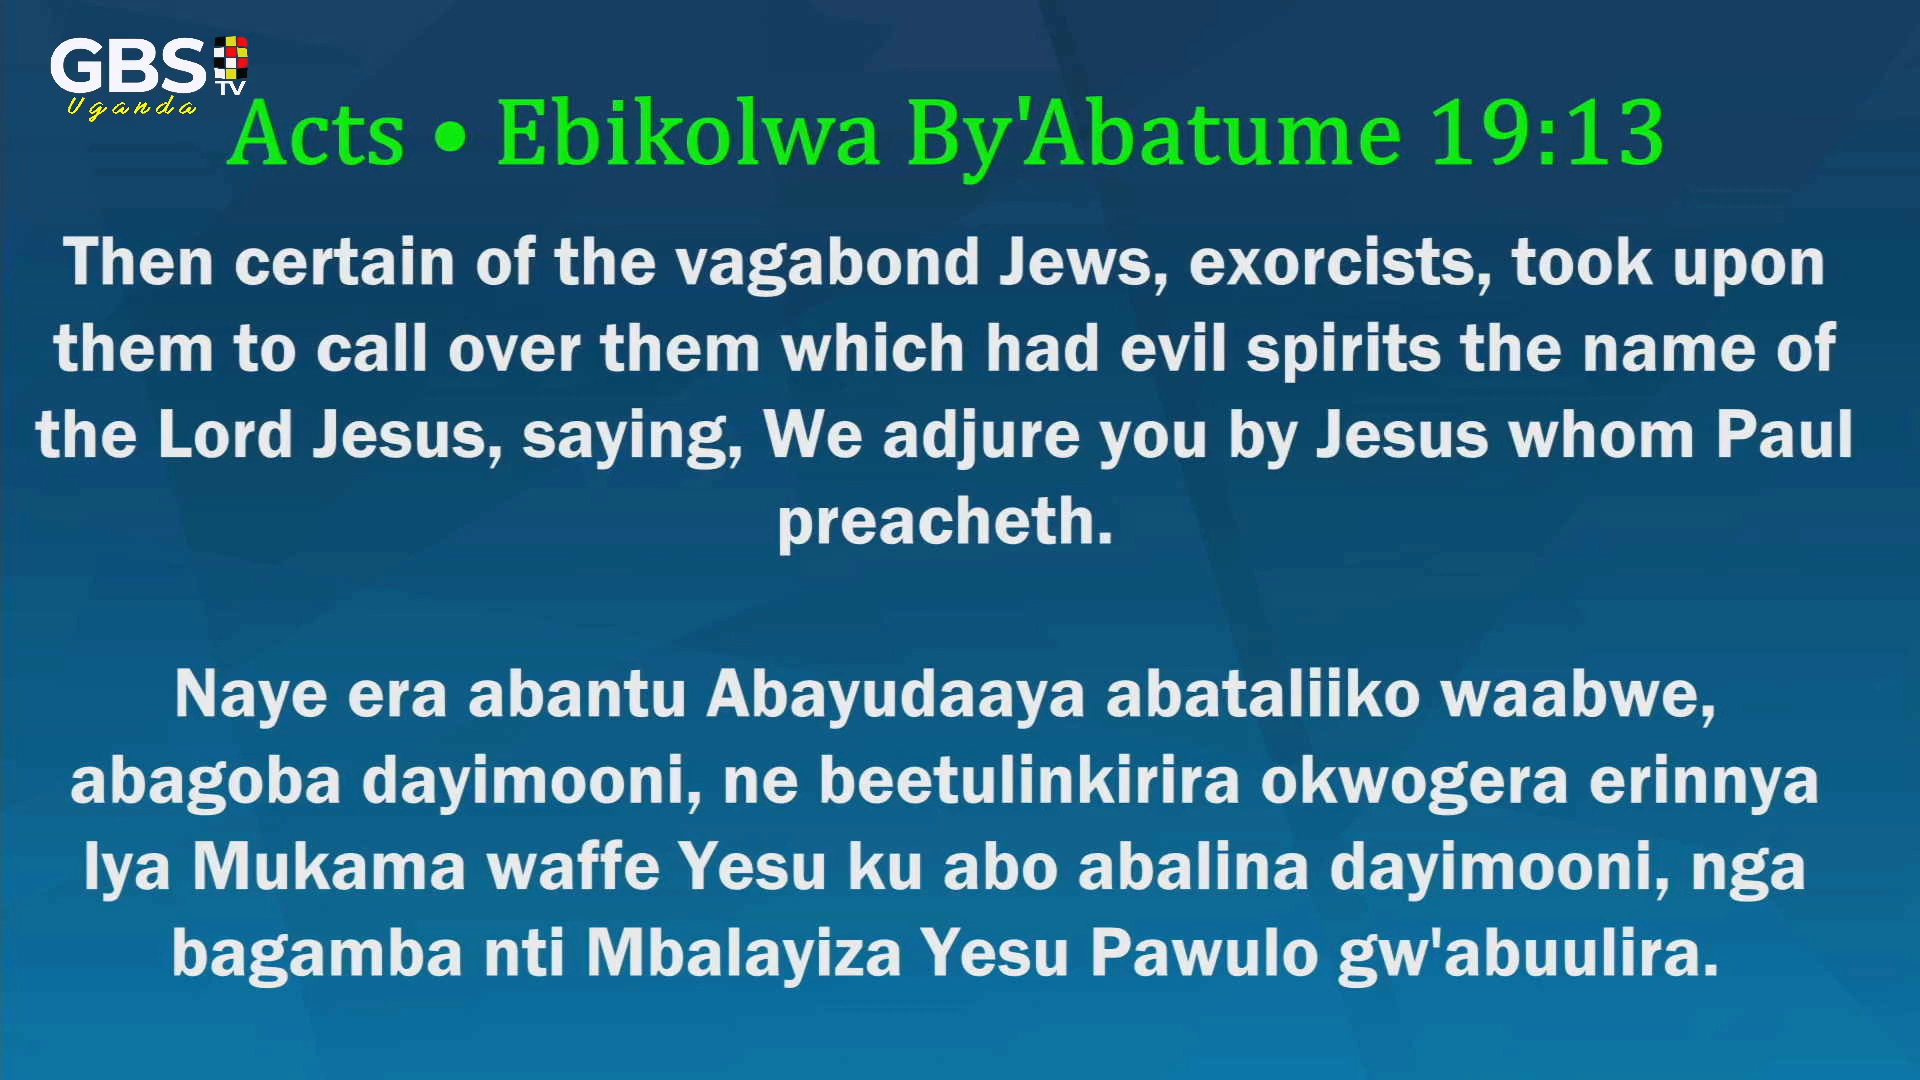 GBS
TV
Uganda
Acts • Ebikolwa By'Abatume 19:13
Then certain of the vagabond Jews, exorcists, took upon
them to call over them which had evil spirits the name of
the Lord Jesus, saying, We adjure you by Jesus whom Paul
preacheth.
Naye era abantu Abayudaaya abataliiko waabwe,
abagoba dayimooni, ne beetulinkirira okwogera erinnya
lya Mukama waffe Yesu ku abo abalina dayimooni, nga
bagamba nti Mbalayiza Yesu Pawulo gw'abuulira.